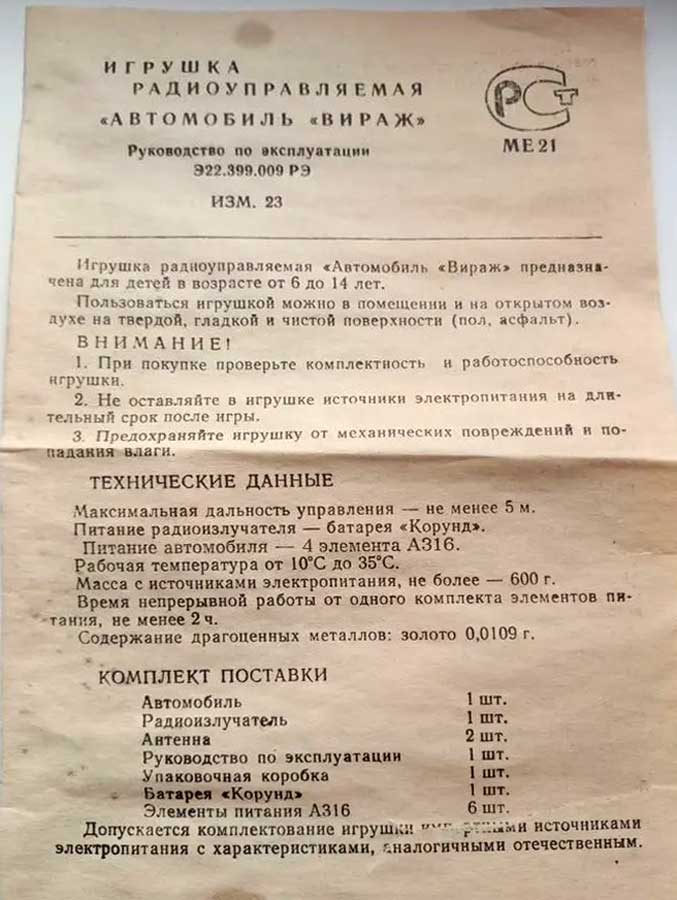 ИГРУШКА
РАДИОУПРАВЛЯЕМАЯ
«АВТОМОБИЛЬ «ВИРАЖ»
Руководство по эксплуатации
Э22.399.009 РЭ
ИЗМ. 23
РСТ
МЕ21
Игрушка радиоуправляемая «Автомобиль «Вираж» предназна-
чена для детей в возрасте от 6 до 14 лет.
Пользоваться игрушкой можно в помещении и на открытом воз-
духе на твердой, гладкой и чистой поверхности (пол, асфальт).
ВНИМАНИЕ!
1. При покупке проверьте комплектность и работоспособность
игрушки.
2. Не оставляйте в игрушке источники электропитания на дли-
тельный срок после игры.
3. Предохраняйте игрушку от механических повреждений и по-
падания влаги.
ТЕХНИЧЕСКИЕ ДАННЫЕ
Максимальная дальность управления — не менее 5 м.
Питание радиоизлучателя — батарея «Корунд».
Питание автомобиля — 4 элемента А316.
Рабочая температура от 10°С до 35°С.
Масса с источниками электропитания, не более — 600 г.
Время непрерывной работы от одного комплекта элементов пи-
тания, не менее 2 ч.
Содержание драгоценных металлов: золото 0,0109 г.
КОМПЛЕКТ ПОСТАВКИ
Автомобиль 1 шт.
Радиоизлучатель 1 шт.
Антенна 2 шт.
Руководство по эксплуатации 1 шт.
Упаковочная коробка 1 шт.
Батарея «Корунд» 1 шт.
Элементы питания А316 6 шт.
Допускается комплектование игрушки источниками
электропитания с характеристиками, аналогичными отечественным.